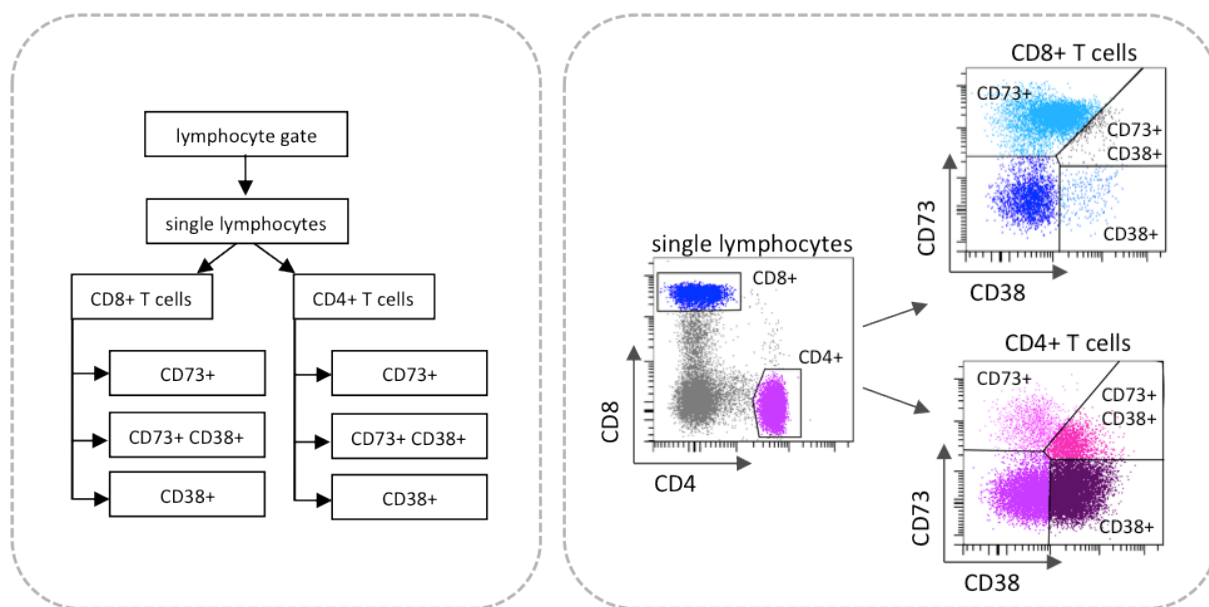 lymphocyte gate
single lymphocytes
CD8+ T cells
CD4+ T cells
CD73+
CD73+
CD73+ CD38+
CD73+ CD38+
CD38+
CD38+
single lymphocytes
CD8+
CD4+
CD8
CD4
CD8+ T cells
CD73+
CD73+
CD38+
CD38+
CD73
CD38
CD4+ T cells
CD73+
CD73+
CD38+
CD38+
CD73
CD38